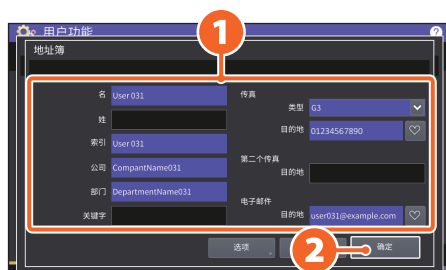 用户功能
?
1
地址簿
名 User 031
传真
类型 G3
姓
目的地 01234567890
索引 User 031
第二个传真
公司 CompantName031
目的地
部门 DepartmentName031
电子邮件
关键字
目的地 user031@example.com
选项
2
确定